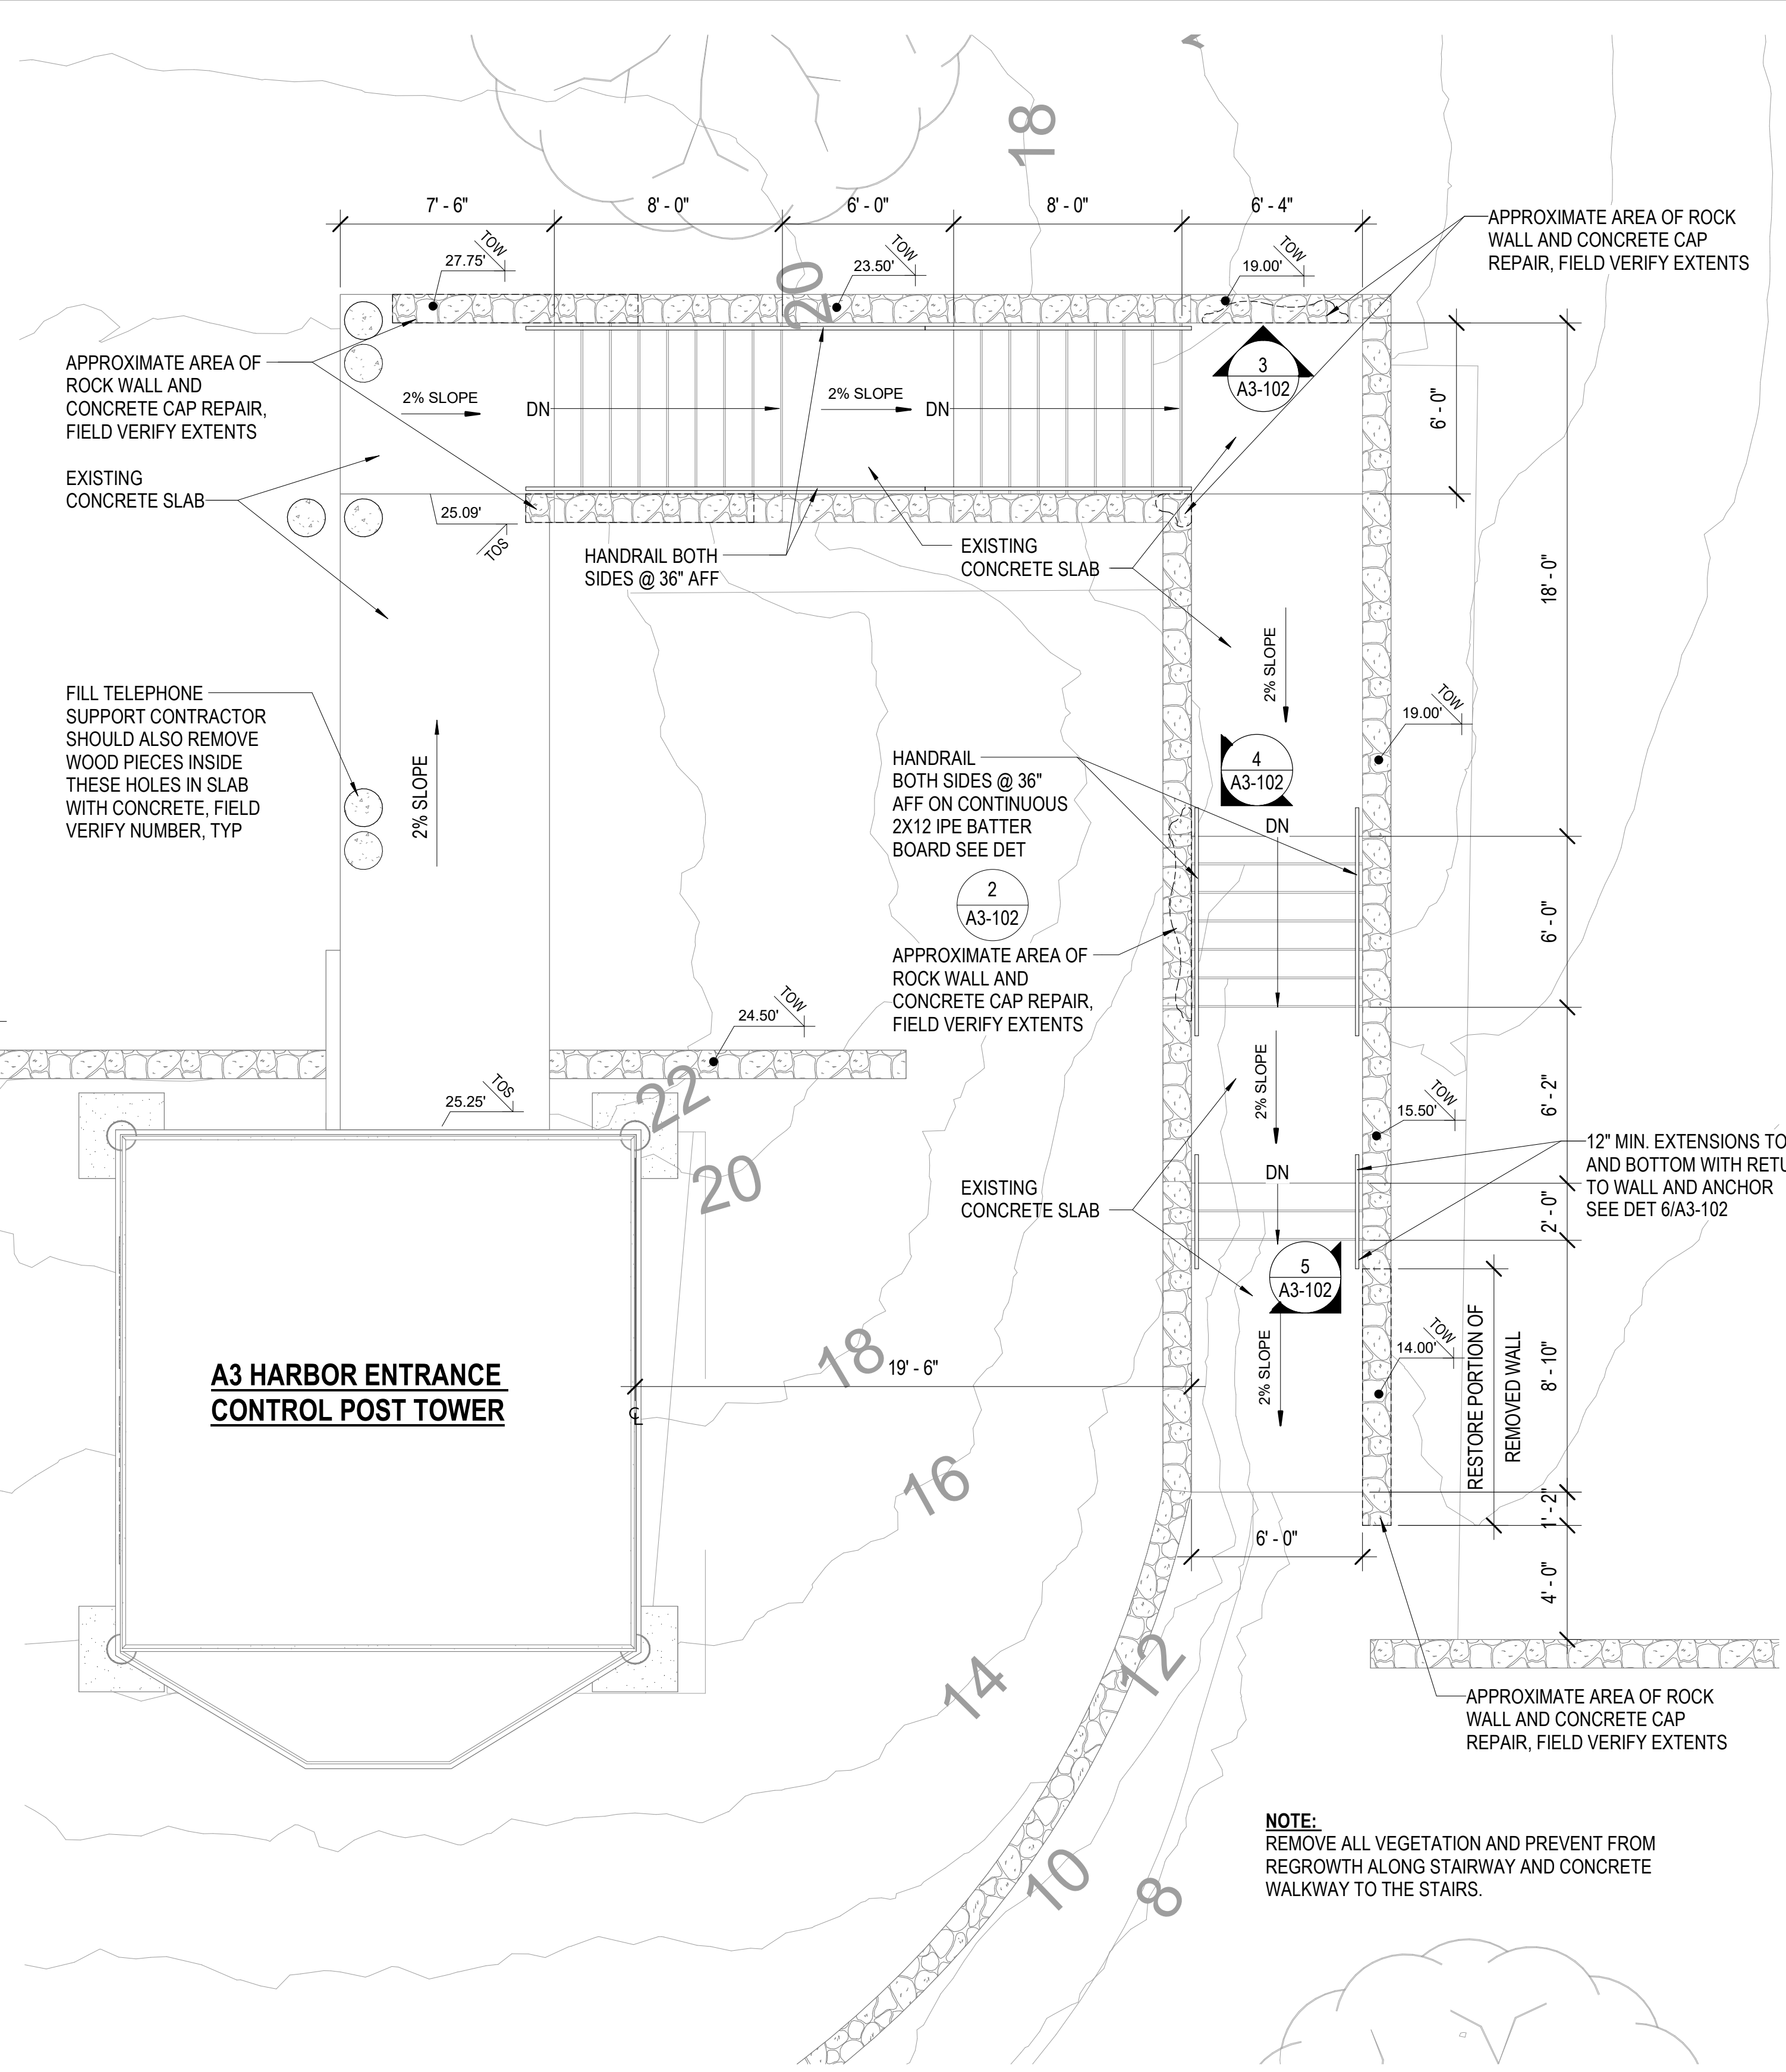 18
7' - 6"
8' - 0"
6' - 0"
8' - 0"
6' - 4"
APPROXIMATE AREA OF ROCK
WALL AND CONCRETE CAP
REPAIR, FIELD VERIFY EXTENTS
TOW
27.75'
TOW
23.50'
TOW
19.00'
20
APPROXIMATE AREA OF
ROCK WALL AND
CONCRETE CAP REPAIR,
FIELD VERIFY EXTENTS
2% SLOPE
DN
2% SLOPE
DN
3
A3-102
6' - 0"
EXISTING
CONCRETE SLAB
25.09'
TOS
HANDRAIL BOTH
SIDES @ 36" AFF
EXISTING
CONCRETE SLAB
18' - 0"
2% SLOPE
FILL TELEPHONE
SUPPORT CONTRACTOR
SHOULD ALSO REMOVE
WOOD PIECES INSIDE
THESE HOLES IN SLAB
WITH CONCRETE, FIELD
VERIFY NUMBER, TYP
2% SLOPE
TOW
19.00'
HANDRAIL
BOTH SIDES @ 36"
AFF ON CONTINUOUS
2X12 IPE BATTER
BOARD SEE DET
2
A3-102
4
A3-102
DN
6' - 0"
APPROXIMATE AREA OF
ROCK WALL AND
CONCRETE CAP REPAIR,
FIELD VERIFY EXTENTS
TOW
24.50'
22
TOS
25.25'
20
2% SLOPE
6' - 2"
TOW
15.50'
12" MIN. EXTENSIONS TO
AND BOTTOM WITH RETU
TO WALL AND ANCHOR
SEE DET 6/A3-102
DN
EXISTING
CONCRETE SLAB
2' - 0"
5
A3-102
2% SLOPE
TOW
14.00'
RESTORE PORTION OF
REMOVED WALL
8' - 10"
18
19' - 6"
A3 HARBOR ENTRANCE
CONTROL POST TOWER
CL
16
1' - 2"
6' - 0"
4' - 0"
14
12
APPROXIMATE AREA OF ROCK
WALL AND CONCRETE CAP
REPAIR, FIELD VERIFY EXTENTS
10
8
NOTE:
REMOVE ALL VEGETATION AND PREVENT FROM
REGROWTH ALONG STAIRWAY AND CONCRETE
WALKWAY TO THE STAIRS.